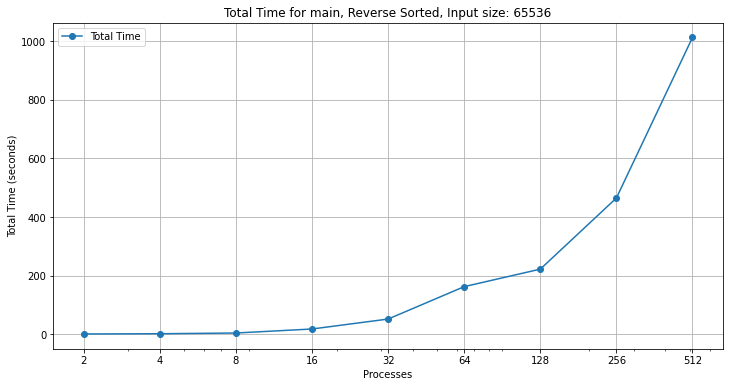 Total Time for main, Reverse Sorted, Input size: 65536
Total Time
Total Time (seconds)
1000
800
600
400
200
0
2 4 8 16 32 64 128 256 512
Processes